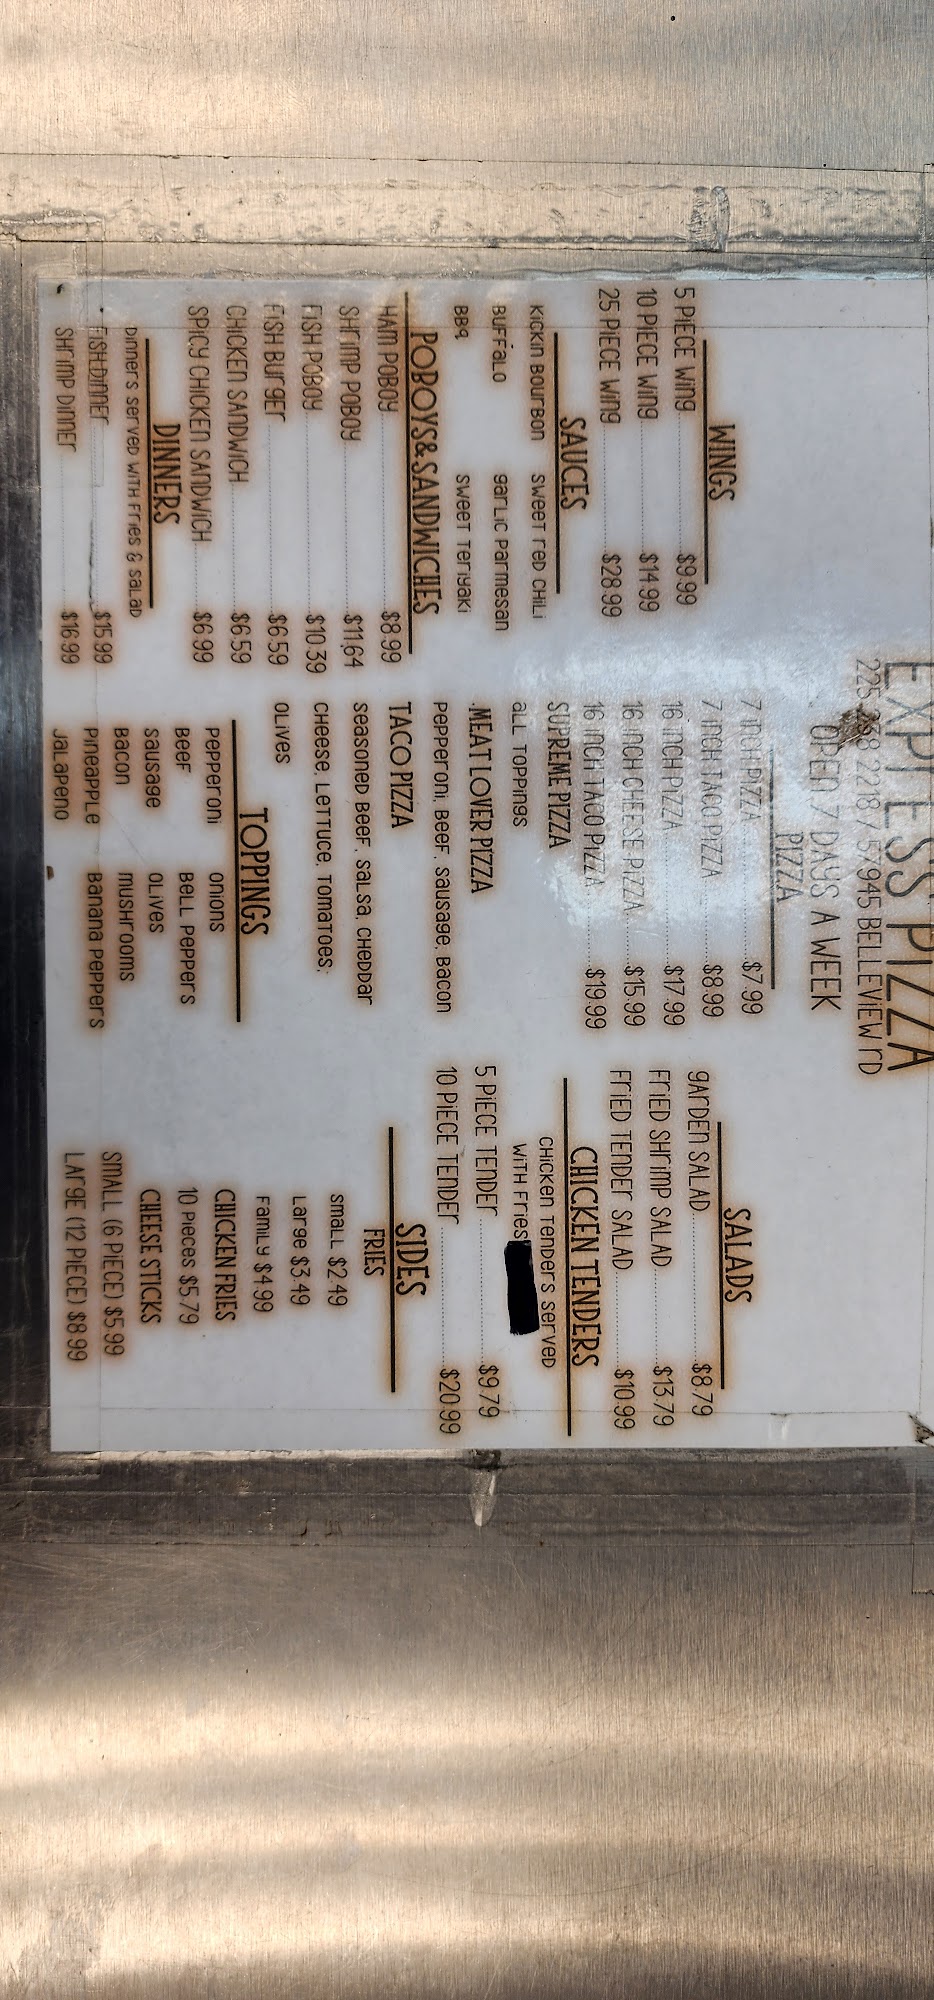 EXPRESS PIZZA
2218 / 57945 BELLEVIEW RD
OPEN 7 DAYS A WEEK
WINGS
5 PIECE WING $9.99
10 PIECE WING $14.99
25 PIECE WING $28.99
SAUCES
KICKIN BOURBON SWEET RED CHILI
BUFFALO GARLIC PARMESAN
BBQ SWEET TERIYAKI
POBOYS&SANDWICHES
HAM POBOY $8.99
SHRIMP POBOY $11.64
FISH POBOY $10.39
FISH BURGER $6.59
CHICKEN SANDWICH $6.59
SPICY CHICKEN SANDWICH $6.99
DINNERS
DINNERS SERVED WITH FRIES & SALAD
FISH DINNER $15.99
SHRIMP DINNER $16.99
PIZZA
7 INCH PIZZA $7.99
7 INCH TACO PIZZA $8.99
16 INCH PIZZA $17.99
16 INCH CHEESE PIZZA $15.99
16 INCH TACO PIZZA $19.99
SUPREME PIZZA
ALL TOPPINGS
MEAT LOVER PIZZA
PEPPERONI, BEEF, SAUSAGE, BACON
TACO PIZZA
SEASONED BEEF, SALSA, CHEDDAR
CHEESE, LETTUCE, TOMATOES,
OLIVES
TOPPINGS
PEPPERONI ONIONS
BEEF BELL PEPPERS
SAUSAGE OLIVES
BACON MUSHROOMS
PINEAPPLE BANANA PEPPERS
JALAPENO
SALADS
GARDEN SALAD $8.79
FRIED SHRIMP SALAD $13.79
FRIED TENDER SALAD $10.99
CHICKEN TENDERS
CHICKEN TENDERS SERVED
WITH FRIES
5 PIECE TENDER $9.79
10 PIECE TENDER $20.99
SIDES
FRIES
SMALL $2.49
LARGE $3.49
FAMILY $4.99
CHICKEN FRIES
10 PIECES $5.79
CHEESE STICKS
SMALL (6 PIECE) $5.99
LARGE (12 PIECE) $8.99